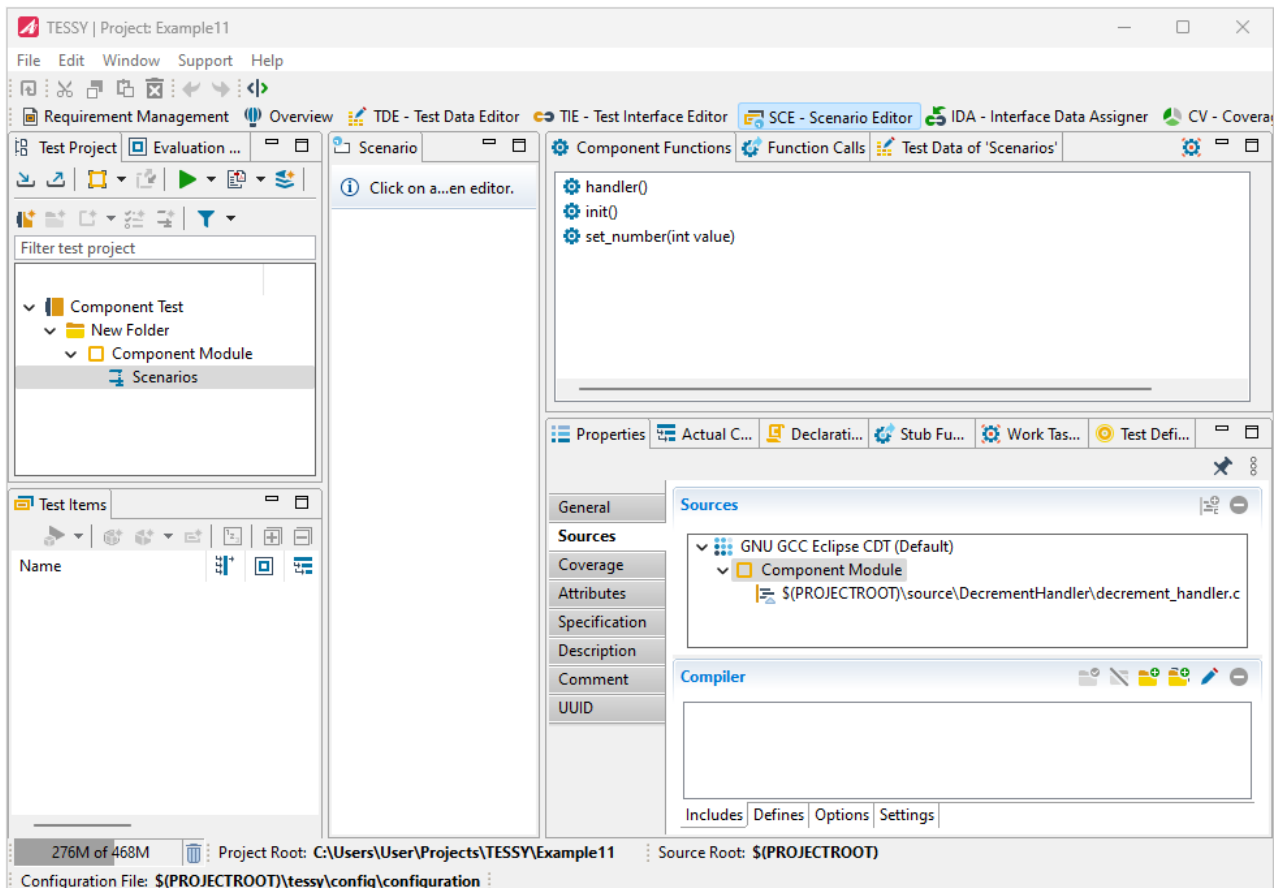 TESSY | Project: Example11
File Edit Window Support Help
Requirement Management Overview TDE - Test Data Editor TIE - Test Interface Editor SCE - Scenario Editor IDA - Interface Data Assigner CV - Covera
Test Project Evaluation ...
Filter test project
Component Test
New Folder
Component Module
Scenarios
Test Items
Name
Scenario
Click on a...en editor.
Component Functions Function Calls Test Data of 'Scenarios'
handler()
init()
set_number(int value)
Properties Actual C... Declarati... Stub Fu... Work Tas... Test Defi...
General
Sources
Coverage
Attributes
Specification
Description
Comment
UUID
Sources
GNU GCC Eclipse CDT (Default)
Component Module
$(PROJECTROOT)\source\DecrementHandler\decrement_handler.c
Compiler
Includes Defines Options Settings
276M of 468M Project Root: C:\Users\User\Projects\TESSY\Example11 Source Root: $(PROJECTROOT)
Configuration File: $(PROJECTROOT)\tessy\config\configuration